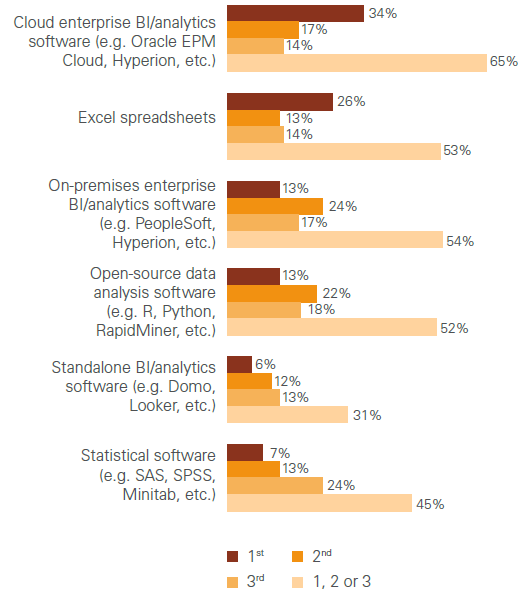 Cloud enterprise BI/analytics
software (e.g. Oracle EPM
Cloud, Hyperion, etc.)
34%
17%
14%
65%
Excel spreadsheets
26%
13%
14%
53%
On-premises enterprise
BI/analytics software
(e.g. PeopleSoft,
Hyperion, etc.)
13%
24%
17%
54%
Open-source data
analysis software
(e.g. R, Python,
RapidMiner, etc.)
13%
22%
18%
52%
Standalone BI/analytics
software (e.g. Domo,
Looker, etc.)
6%
12%
13%
31%
Statistical software
(e.g. SAS, SPSS,
Minitab, etc.)
7%
13%
24%
45%
1st
2nd
3rd
1, 2 or 3